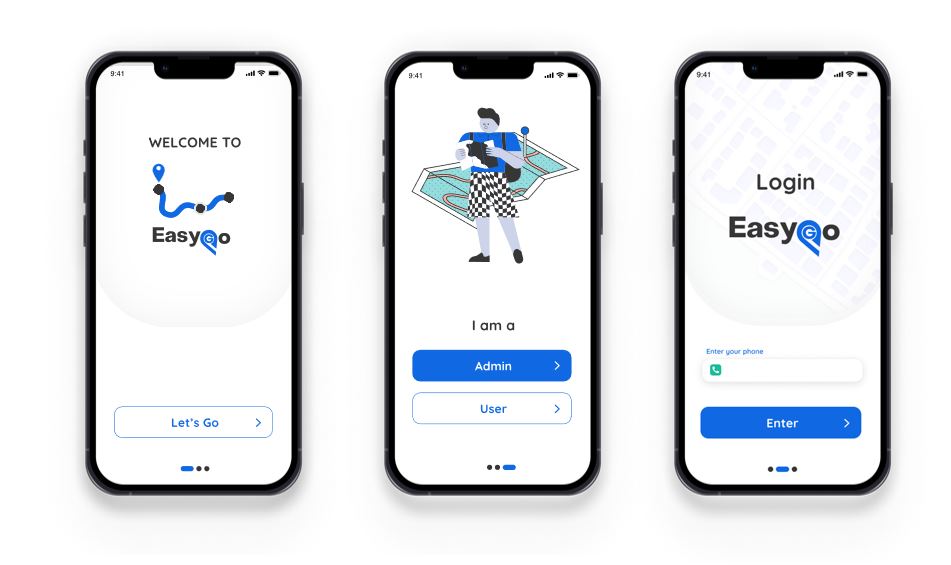 9:41
WELCOME TO
EasyGo
Let's Go
9:41
I am a
Admin
User
9:41
Login
EasyGo
Enter your phone
Enter